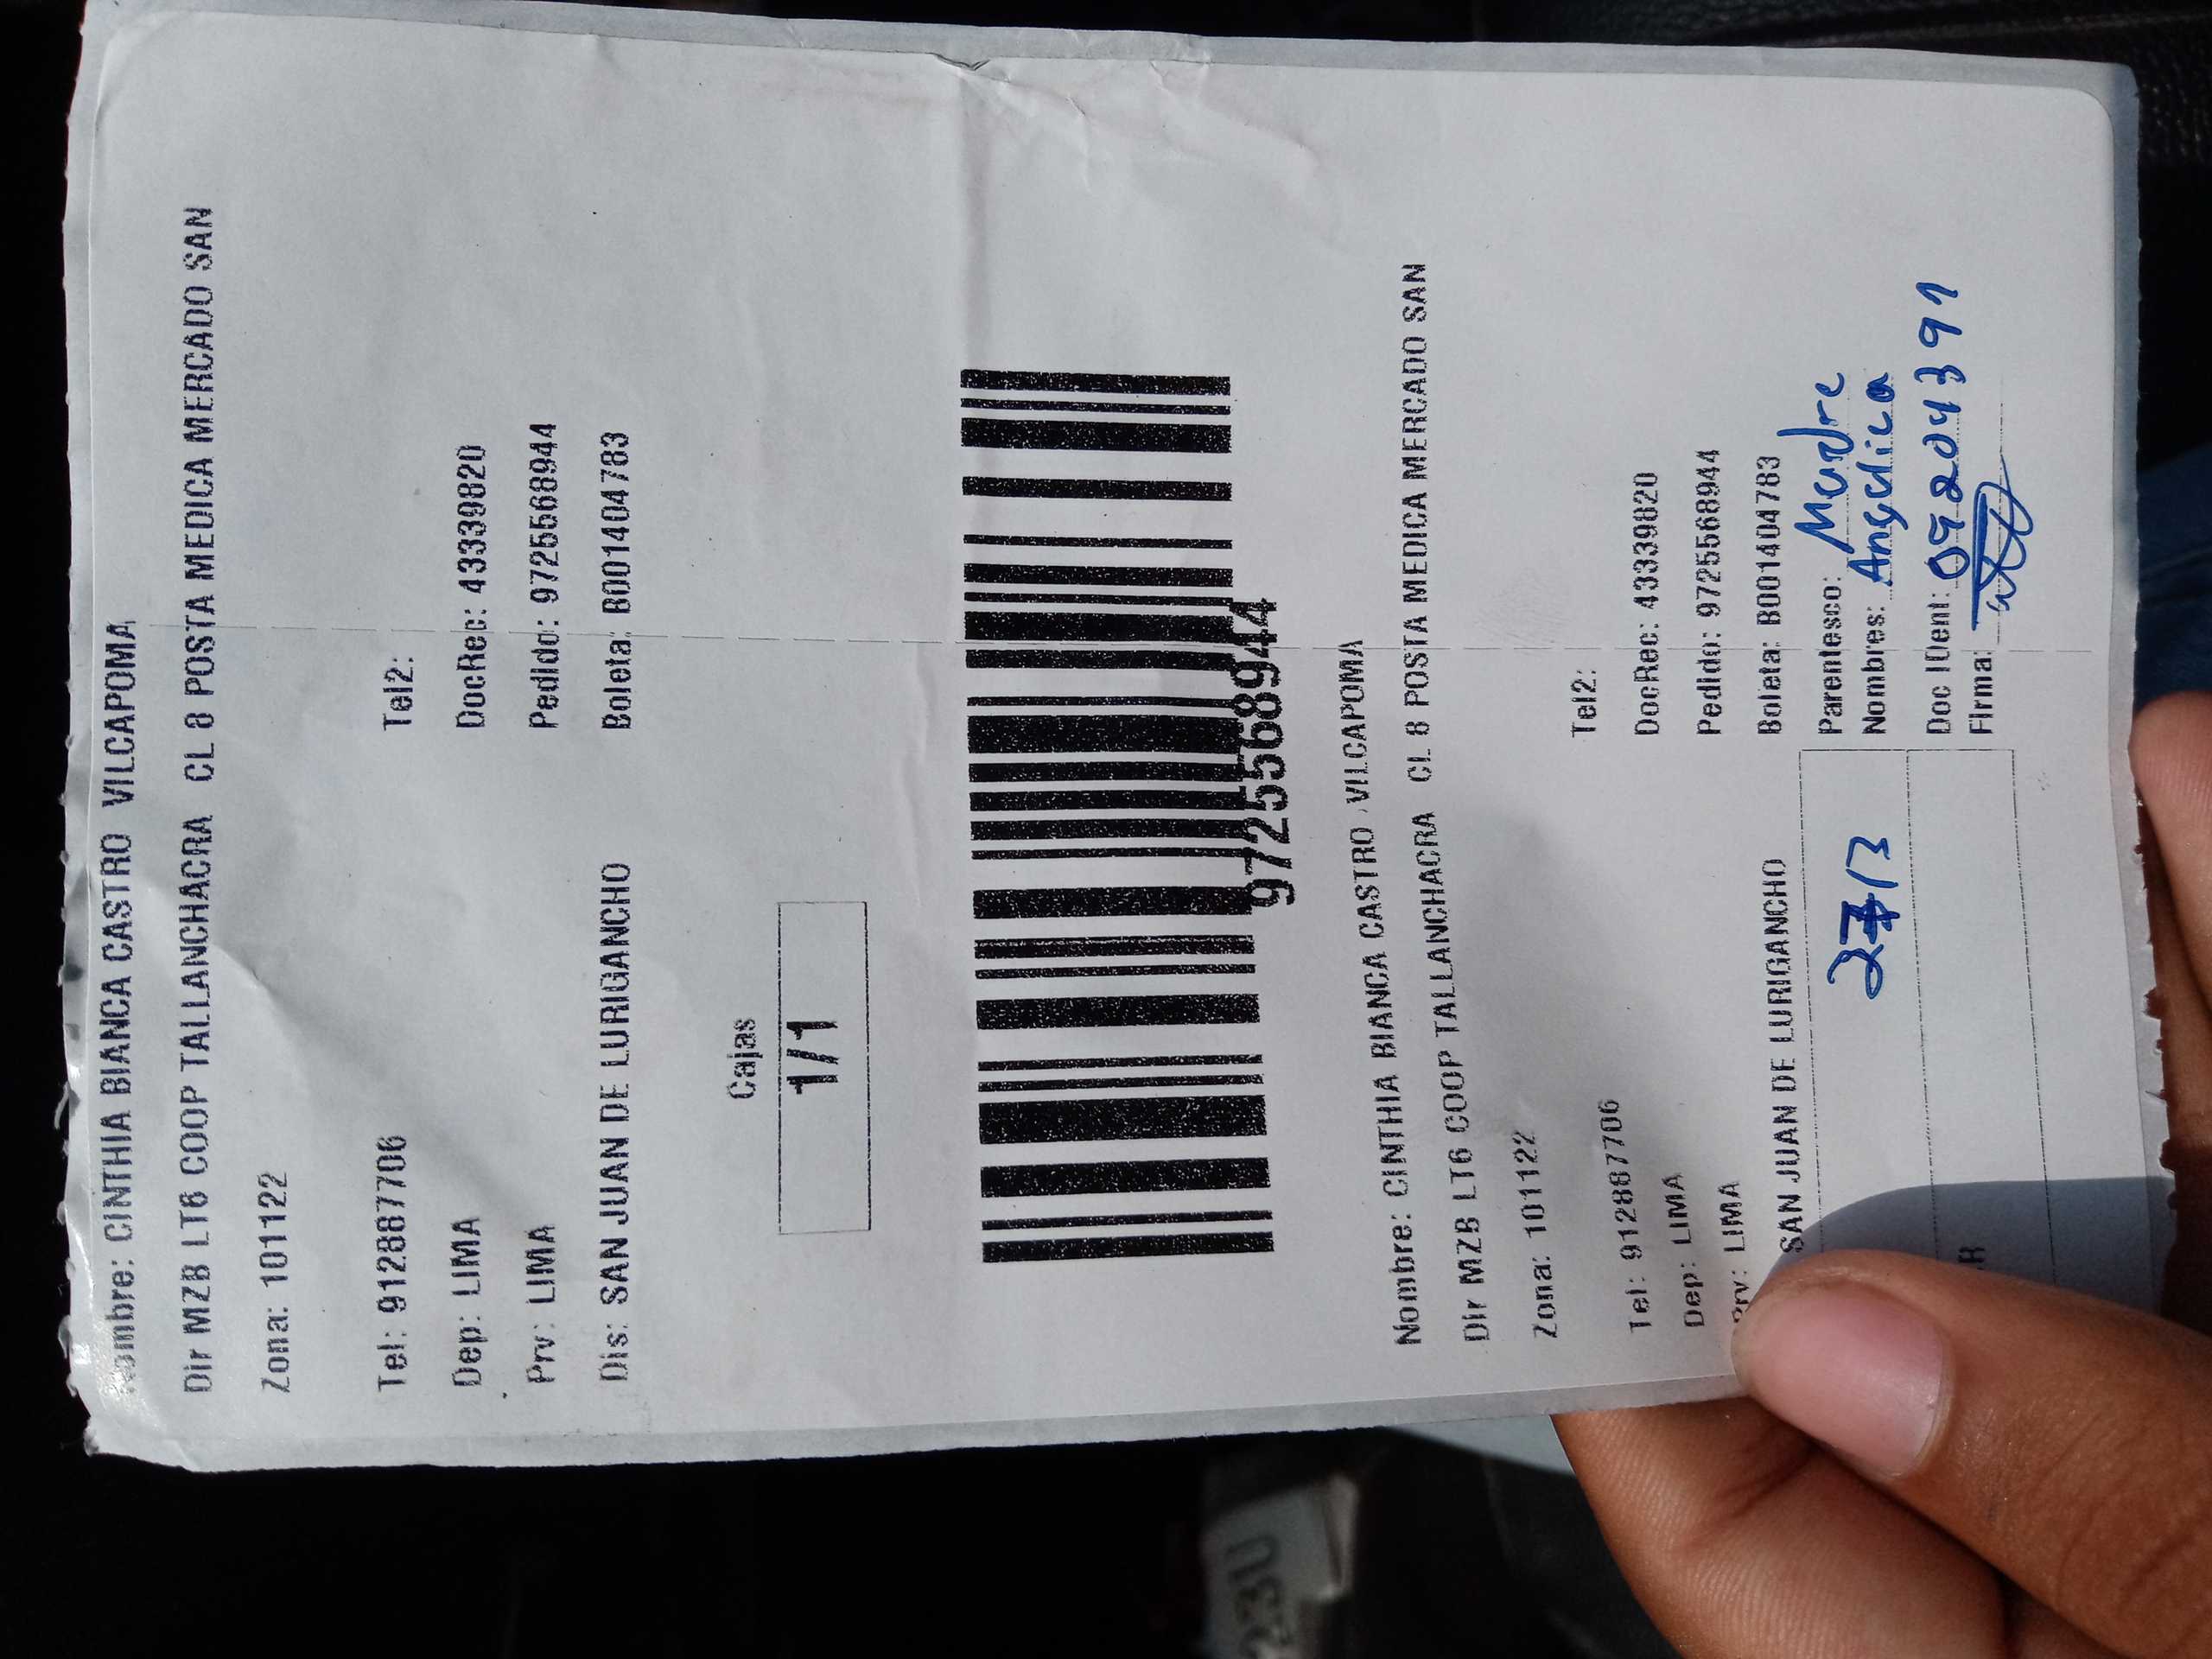 Nombre: CINTHIA BIANCA CASTRO VILCAPOMA
Dir MZB LT6 COOP TALLANCHACRA CL 8 POSTA MEDICA MERCADO SAN
Zona: 101122
Tel: 912887706 Tel2:
Dep: LIMA DocRec: 43339820
Prv: LIMA Pedido: 9725568944
Dis: SAN JUAN DE LURIGANCHO Boleta: B001404783
Cajas
1/1
9725568944
Nombre: CINTHIA BIANCA CASTRO VILCAPOMA
Dir MZB LT6 COOP TALLANCHACRA CL 8 POSTA MEDICA MERCADO SAN
Zona: 101122
Tel: 912887706 Tel2:
Dep: LIMA DocRec: 43339820
Prv: LIMA Pedido: 9725568944
SAN JUAN DE LURIGANCHO Boleta: B001404783
Parentesco: Madre
Nombres: Angelica
Doc IDent: 09204391
Firma: